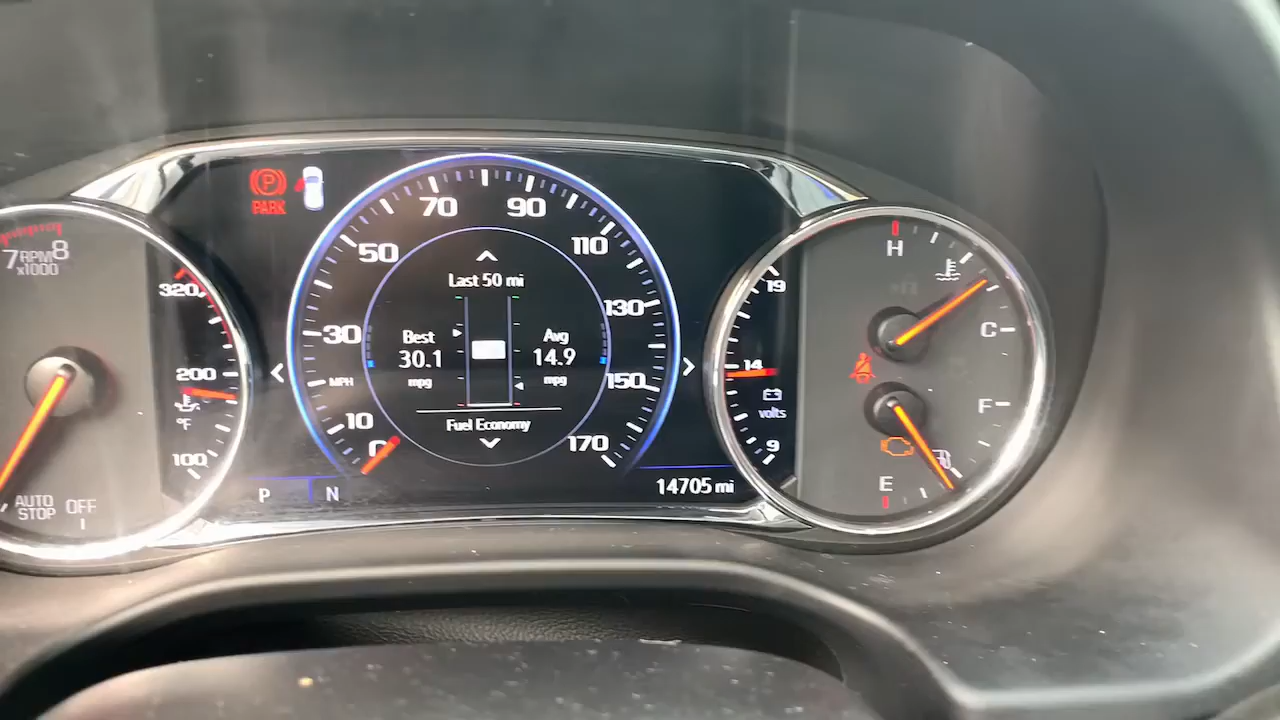 PARK
7 8
RPM
x1000
AUTO
STOP
OFF
320
200
°F
100
10
30
50
70
90
110
130
150
170
MPH
Last 50 mi
Best
30.1
mpg
Avg
14.9
mpg
Fuel Economy
P N
14705 mi
19
14
volts
9
H
C
F
E